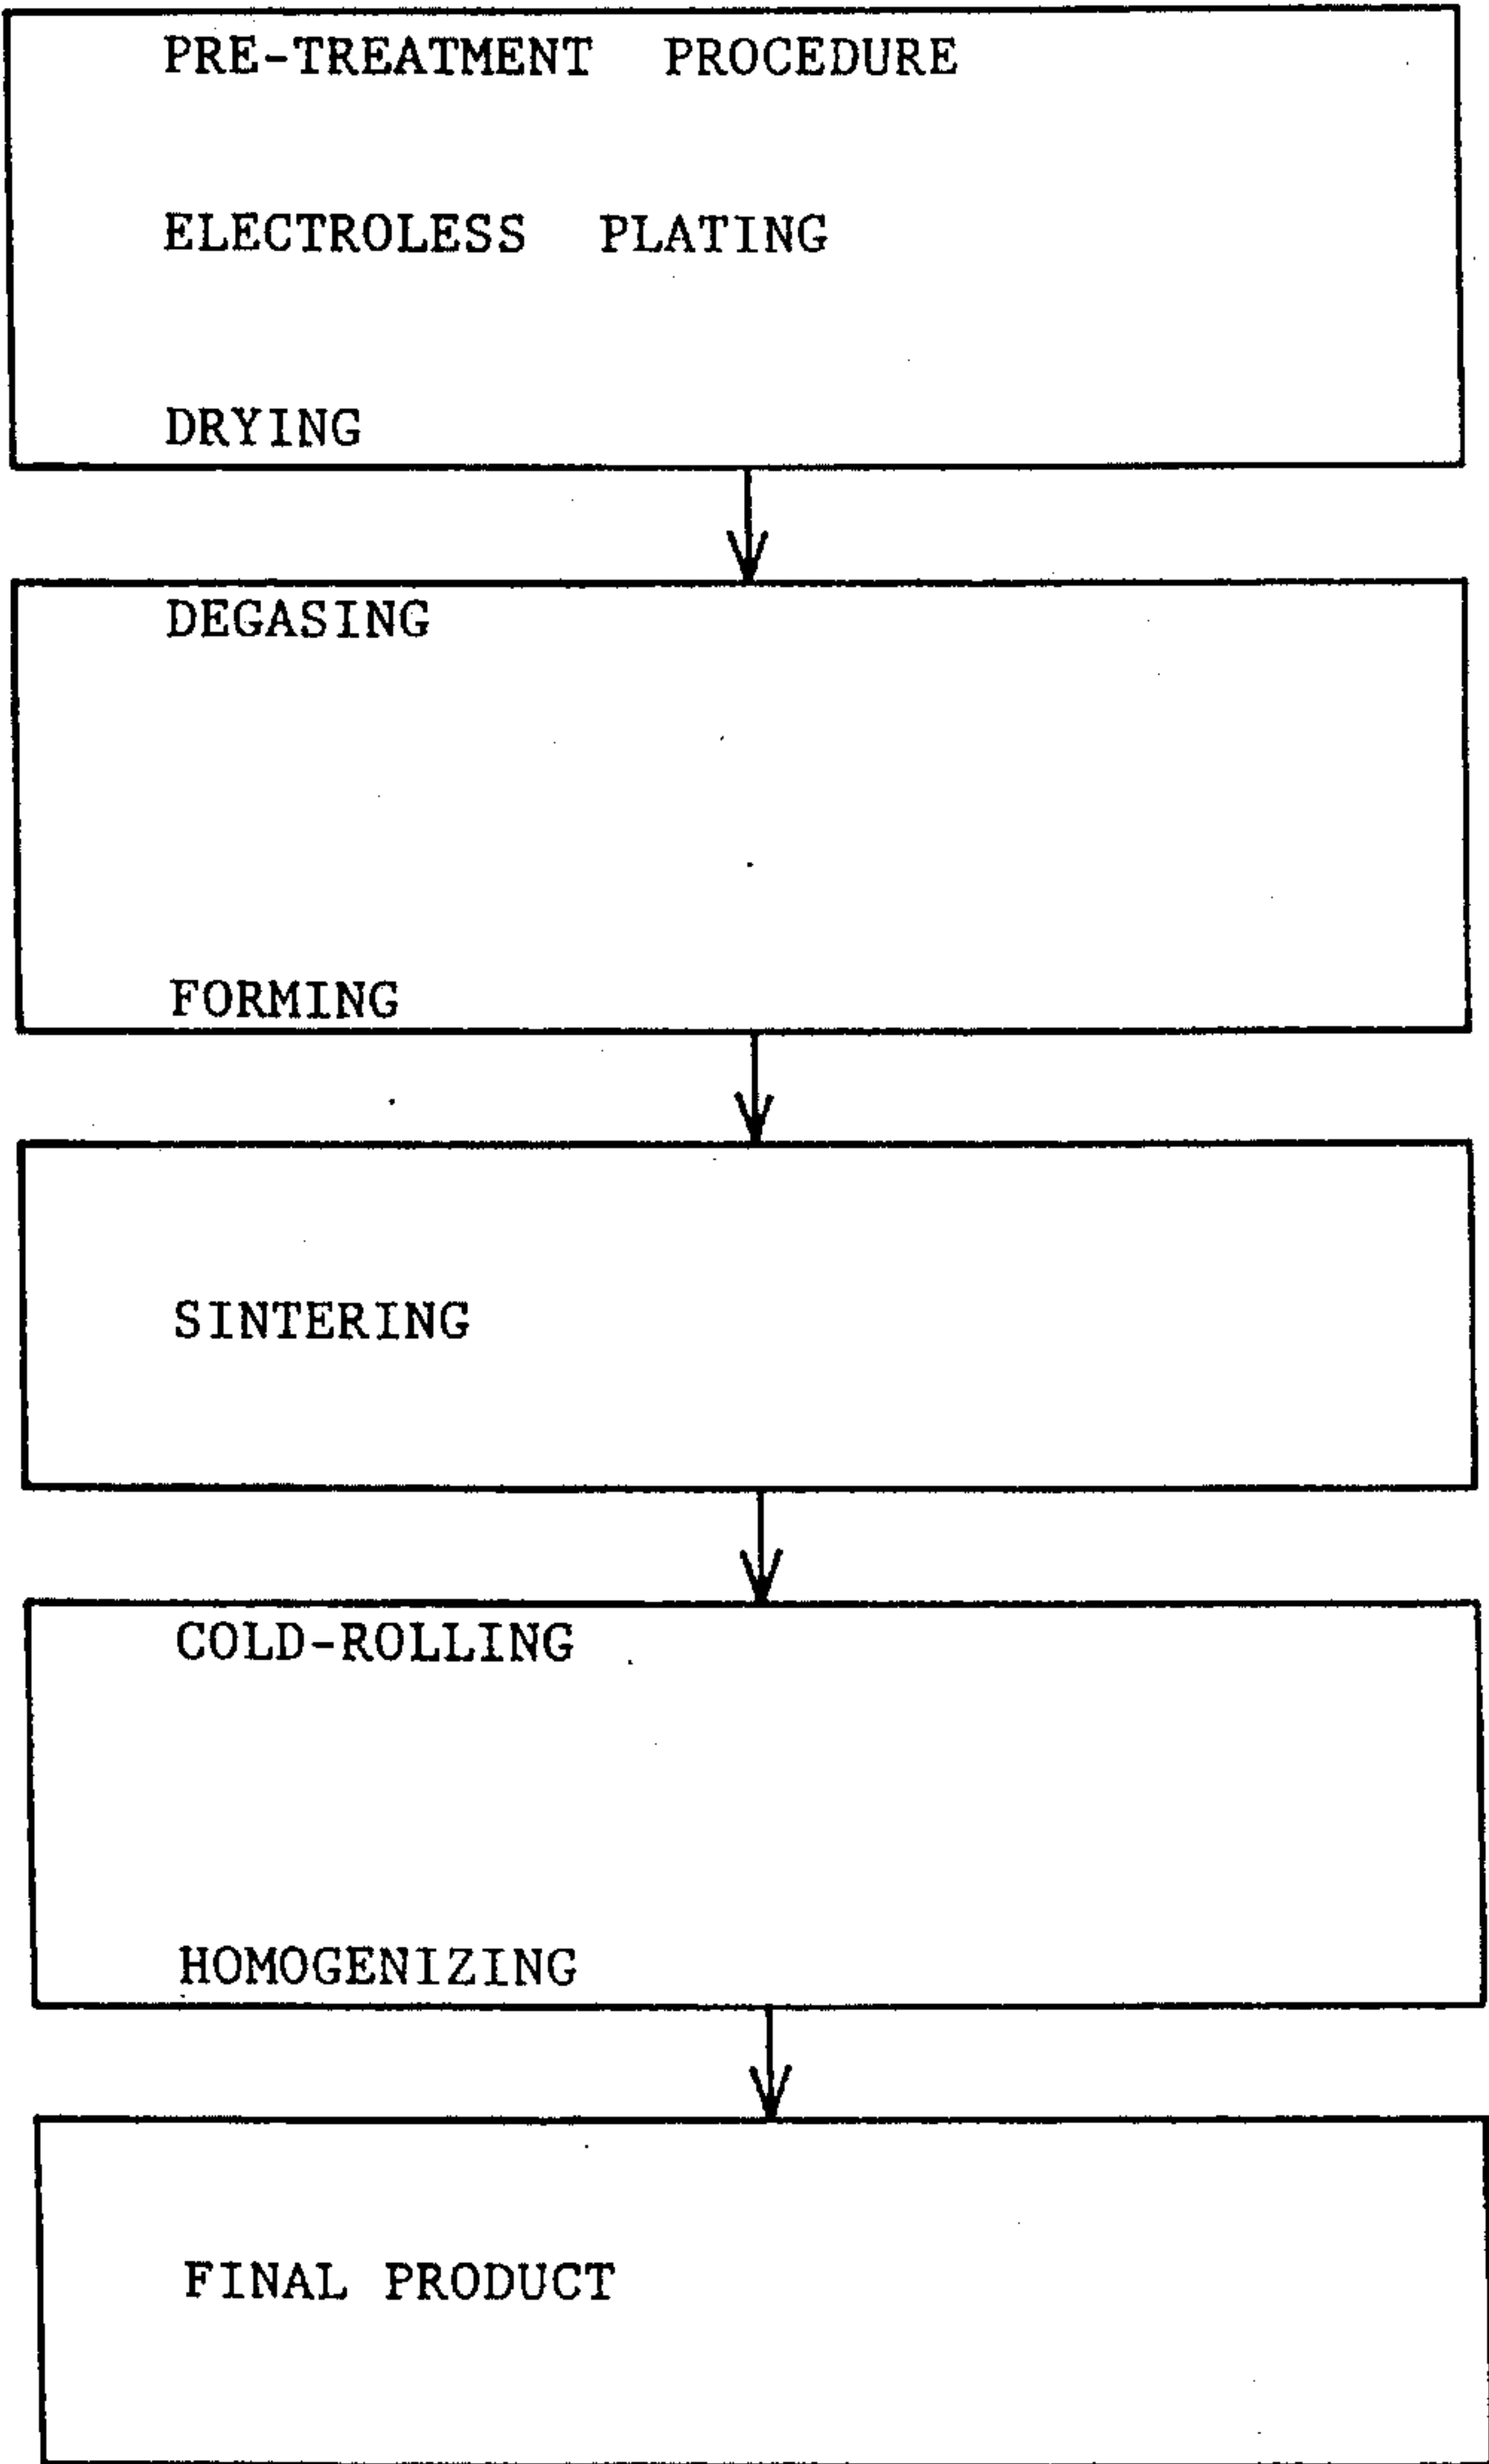 PRE-TREATMENT PROCEDURE
ELECTROLESS PLATING
DRYING
DEGASING
FORMING
SINTERING
COLD-ROLLING
HOMOGENIZING
FINAL PRODUCT